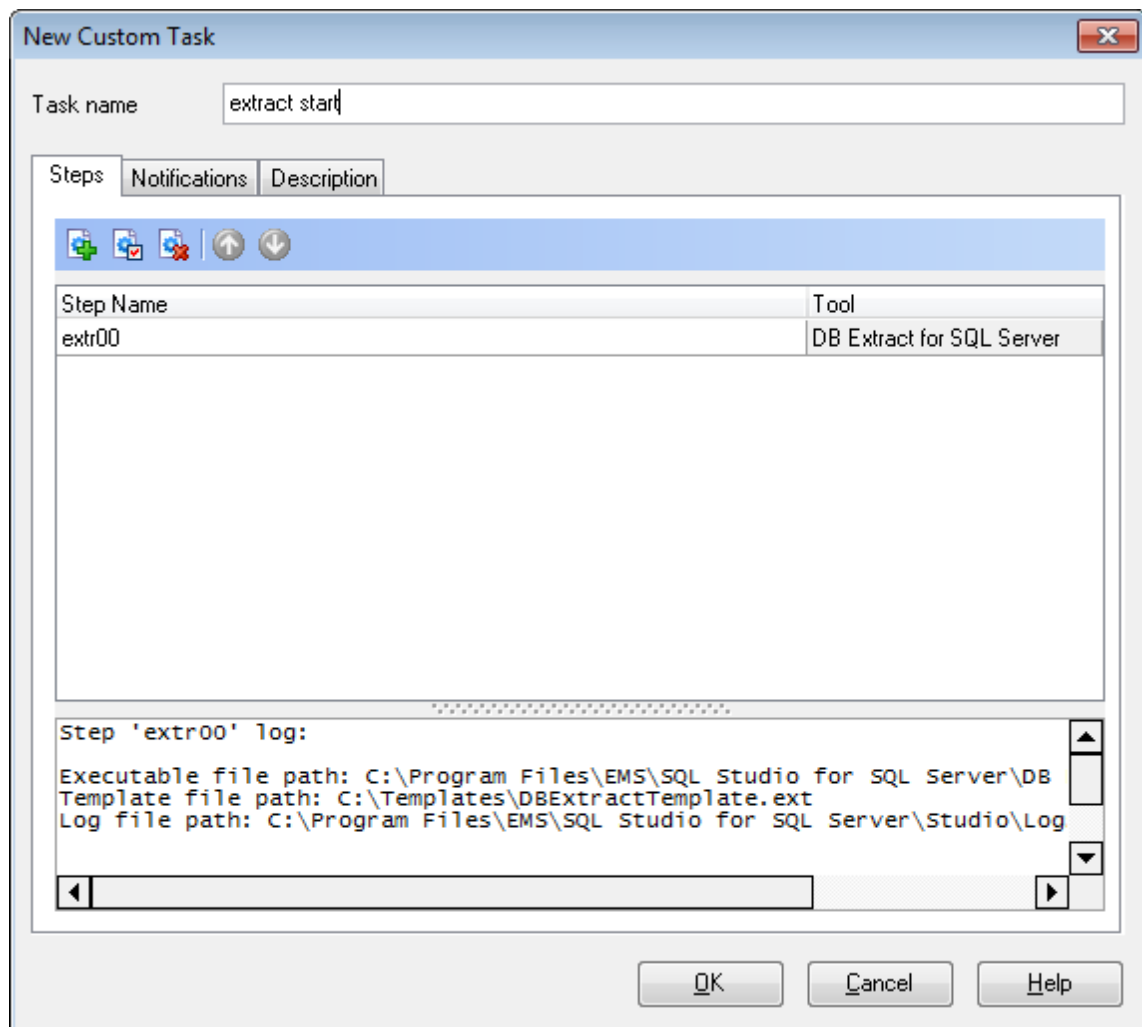 New Custom Task
Task name extract start
Steps Notifications Description
Step Name Tool
extr00 DB Extract for SQL Server
Step 'extr00' log:
Executable file path: C:\Program Files\EMS\SQL Studio for SQL Server\DB
Template file path: C:\Templates\DBExtractTemplate.ext
Log file path: C:\Program Files\EMS\SQL Studio for SQL Server\Studio\Log
OK Cancel Help